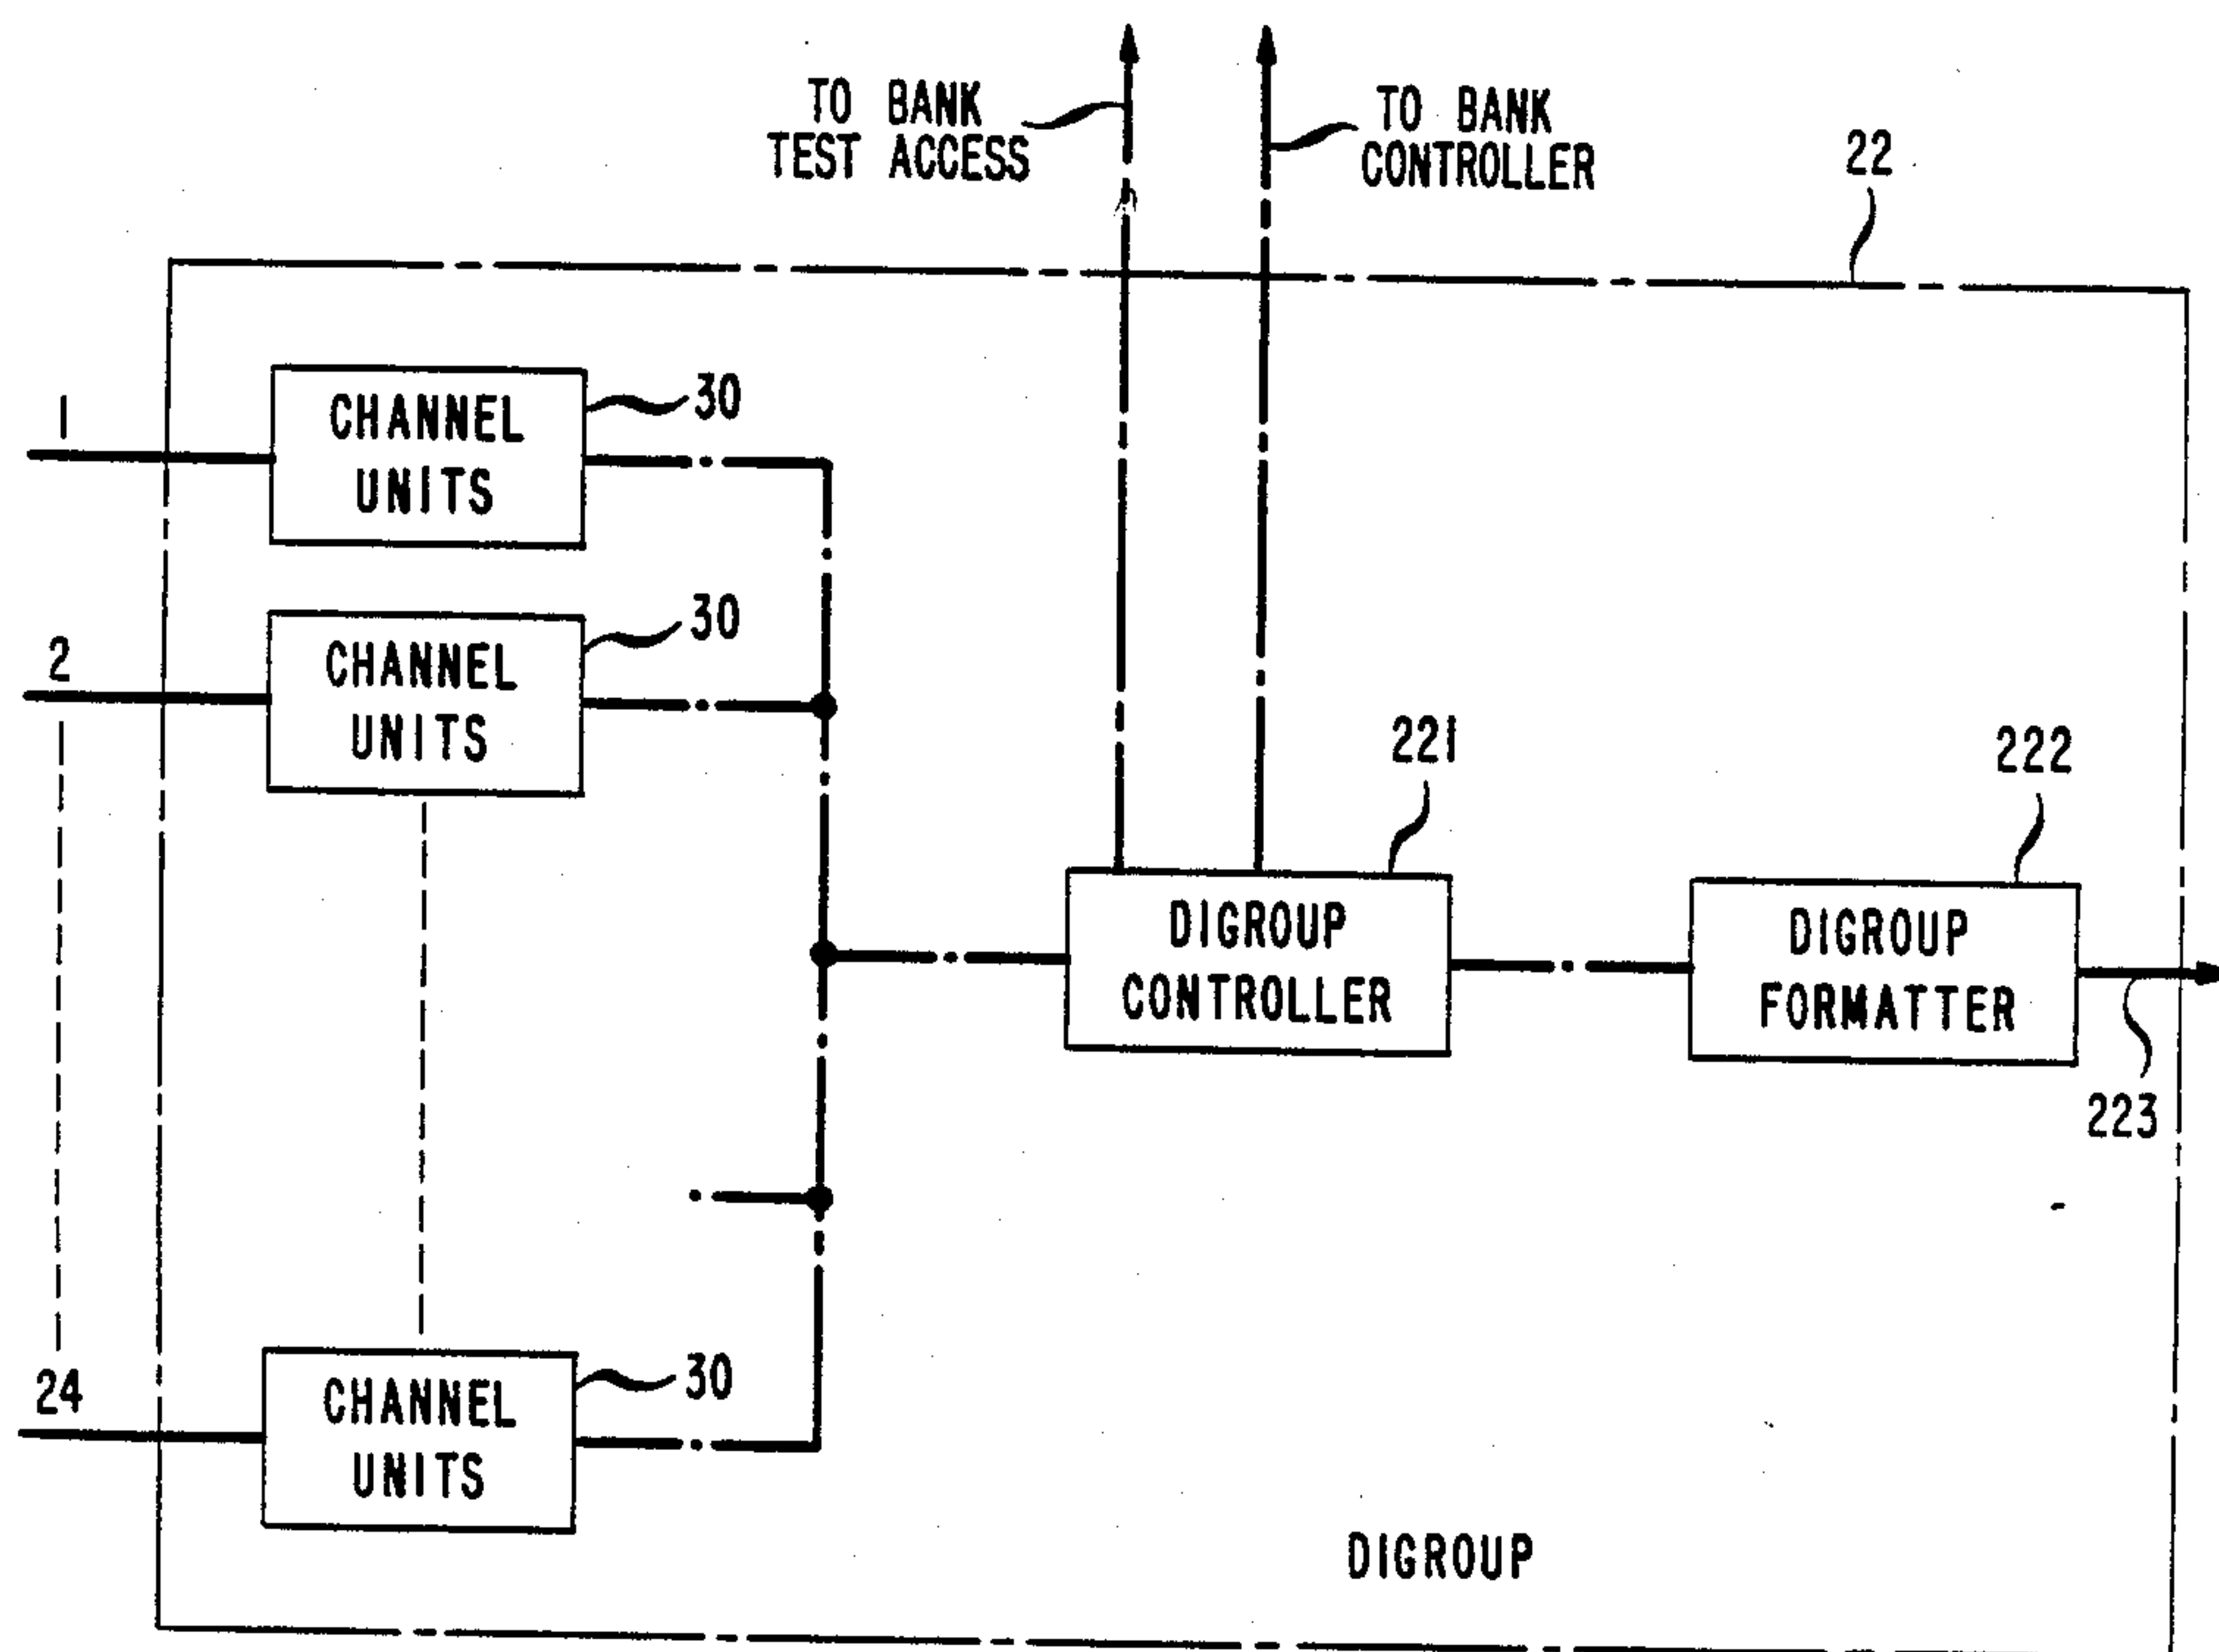 TO BANK
TEST ACCESS
TO BANK
CONTROLLER
22
1
CHANNEL
UNITS
30
2
CHANNEL
UNITS
30
221
DIGROUP
CONTROLLER
222
DIGROUP
FORMATTER
223
24
CHANNEL
UNITS
30
DIGROUP